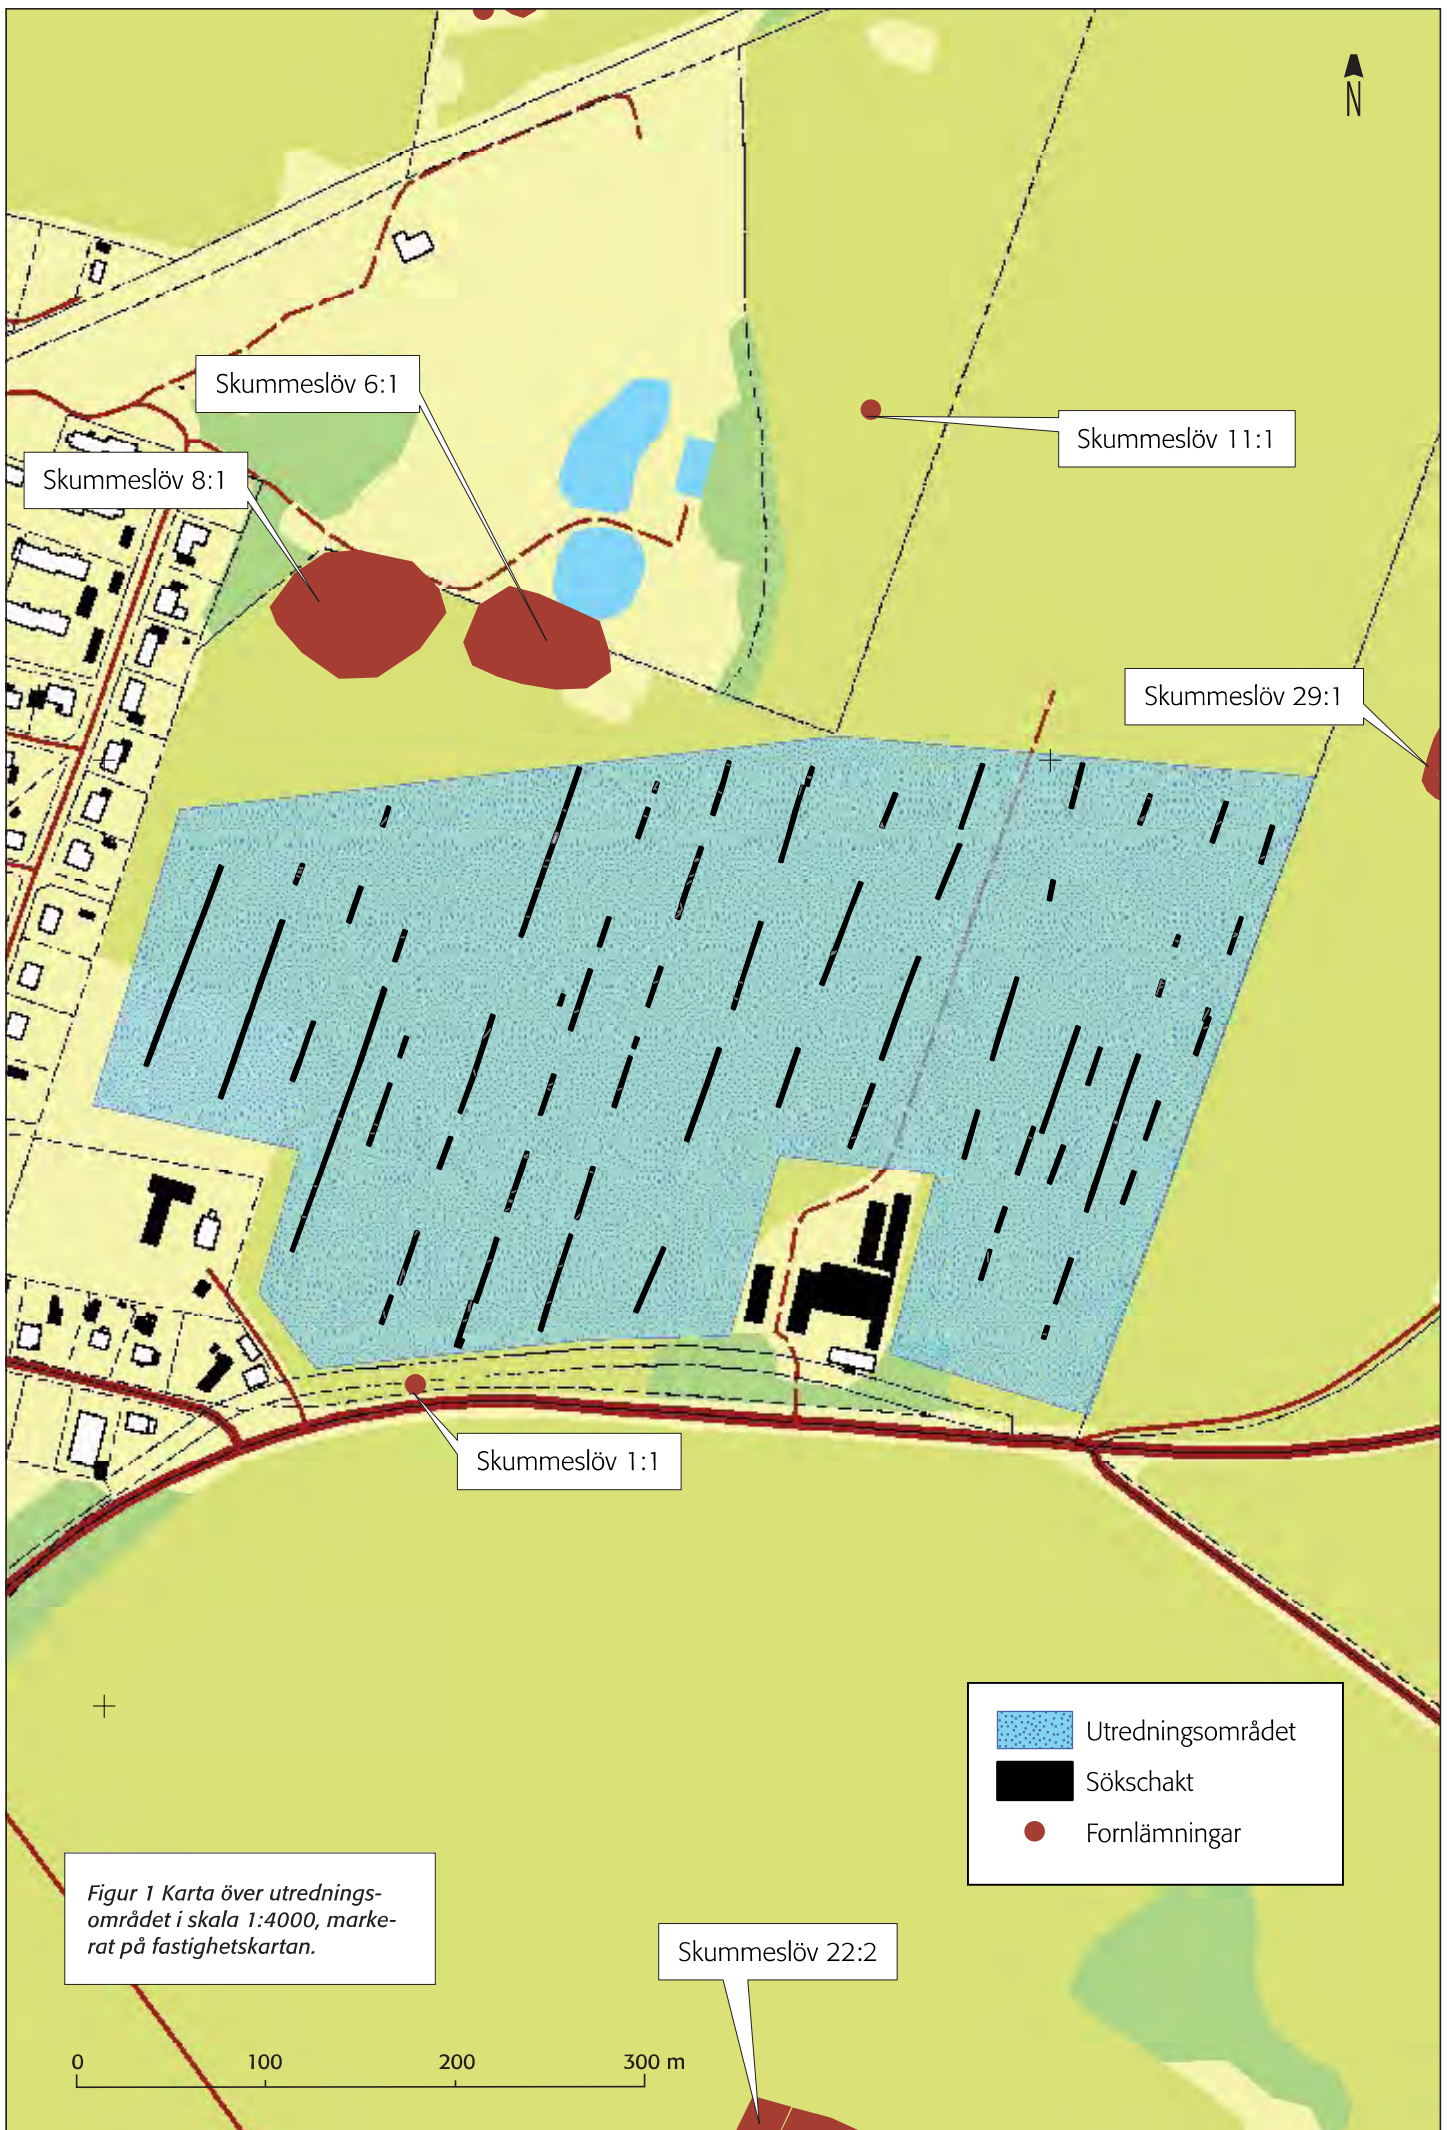 N
Skummeslöv 6:1
Skummeslöv 11:1
Skummeslöv 8:1
Skummeslöv 29:1
Skummeslöv 1:1
Utredningsområdet
Sökschakt
Fornlämningar
Figur 1 Karta över utrednings-
området i skala 1:4000, marke-
rat på fastighetskartan.
Skummeslöv 22:2
0 100 200 300 m